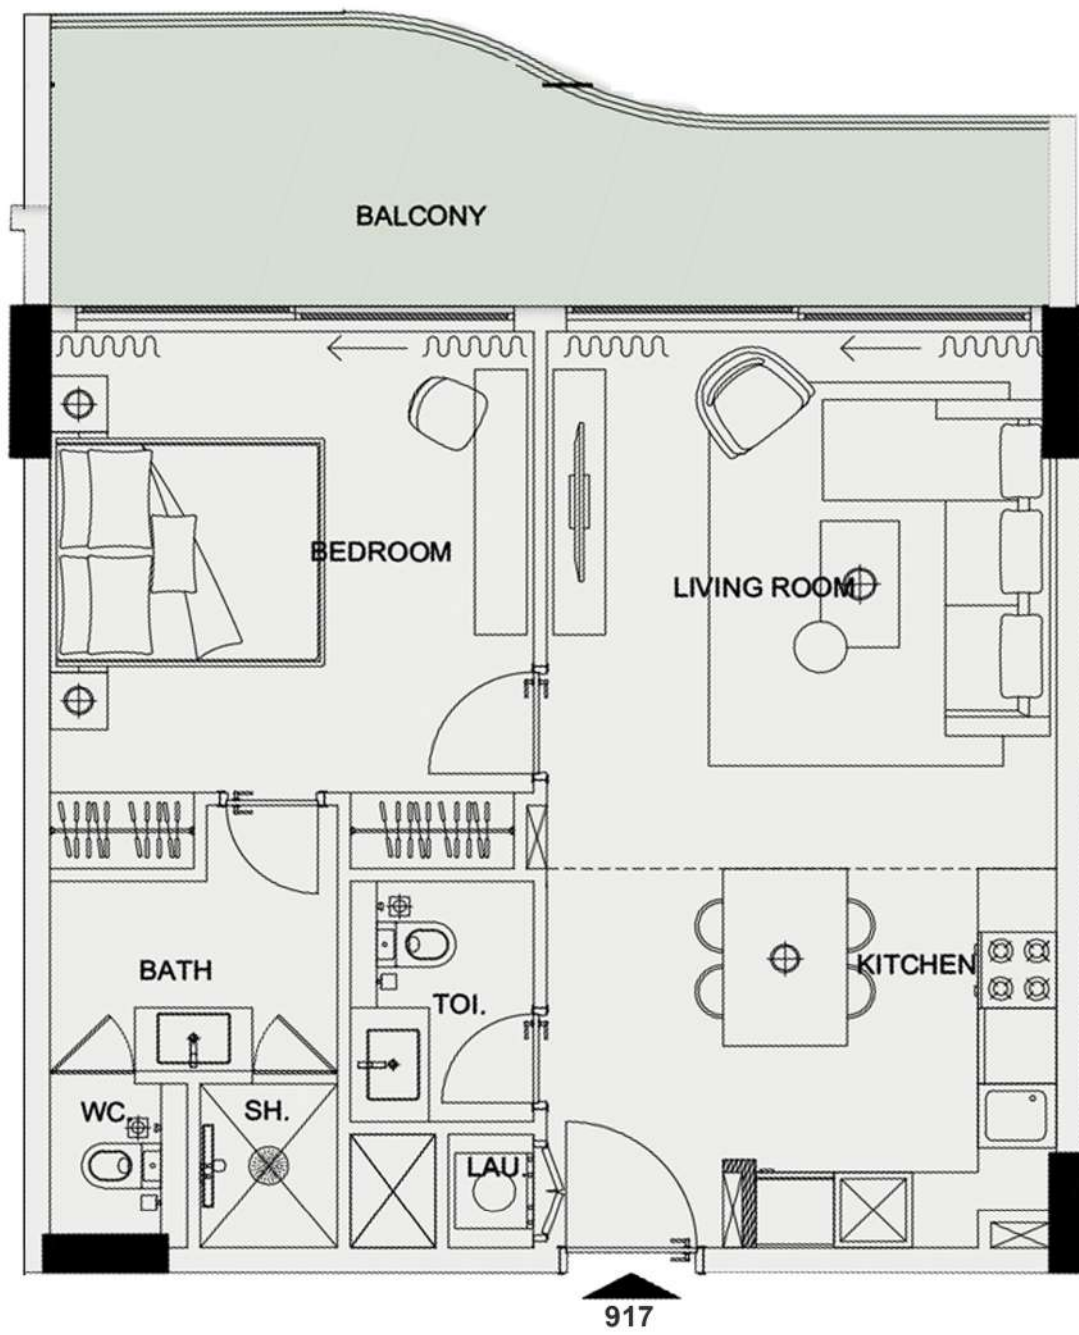 BALCONY
BEDROOM
LIVING ROOM
BATH
KITCHEN
TOI.
WC.
SH.
LAU.
917